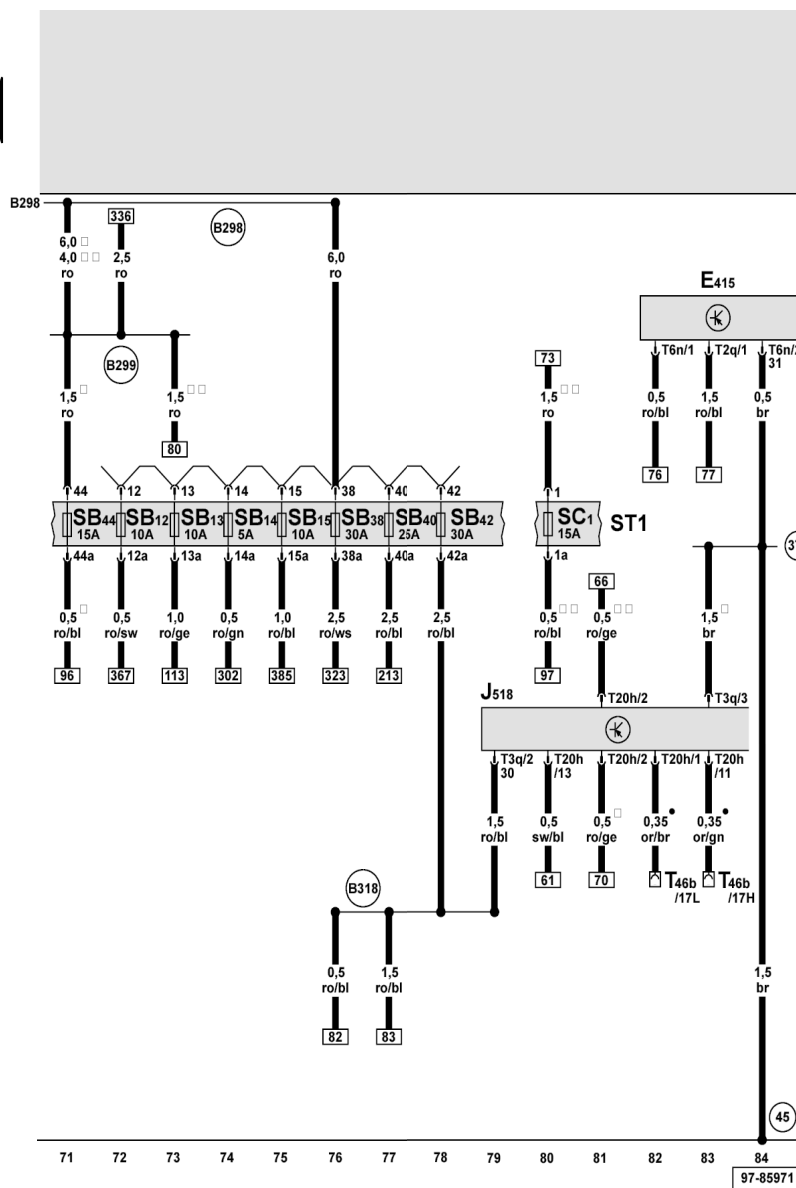 B298
336
B298
6,0 □
4,0 □ □
ro
2,5
ro
6,0
ro
E415
T6n/1
T2q/1
T6n/
31
B299
73
1,5 □
ro
1,5 □ □
ro
1,5 □ □
ro
0,5
ro/bl
1,5
ro/bl
0,5
br
80
76
77
44
12
13
14
15
38
40
42
1
SB44
15A
SB12
10A
SB13
10A
SB14
5A
SB15
10A
SB38
30A
SB40
25A
SB42
30A
SC1
15A
ST1
44a
12a
13a
14a
15a
38a
40a
42a
1a
66
0,5 □
ro/bl
0,5
ro/sw
1,0
ro/ge
0,5
ro/gn
1,0
ro/bl
2,5
ro/ws
2,5
ro/bl
2,5
ro/bl
0,5 □ □
ro/bl
0,5 □ □
ro/ge
1,5 □
br
96
367
113
302
385
323
213
97
J518
T20h/2
T3q/3
T3q/2
30
T20h
/13
T20h/2
T20h/1
T20h
/11
1,5
ro/bl
0,5
sw/bl
0,5 □
ro/ge
0,35 •
or/br
0,35 •
or/gn
61
70
T46b
/17L
T46b
/17H
B318
0,5
ro/bl
1,5
ro/bl
1,5
br
82
83
45
71 72 73 74 75 76 77 78 79 80 81 82 83 84
97-85971